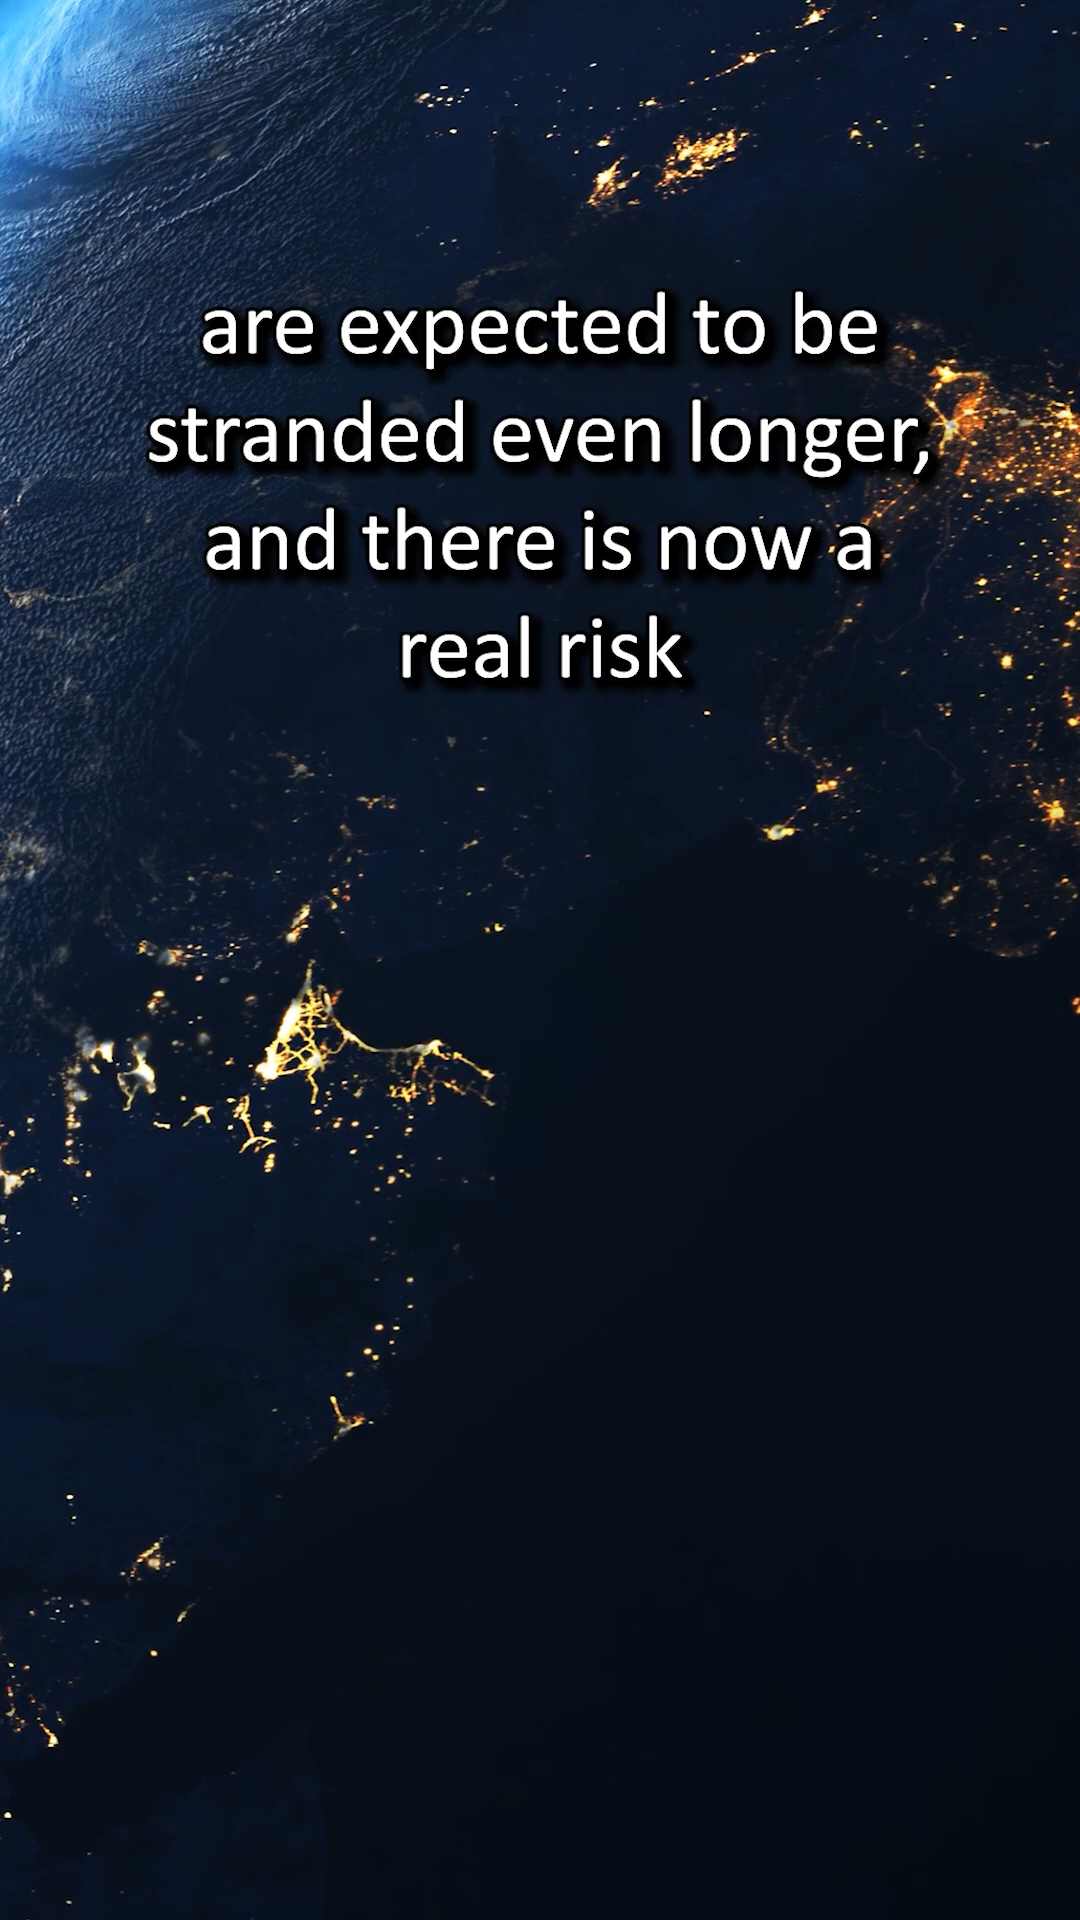 are expected to be
stranded even longer,
and there is now a
real risk